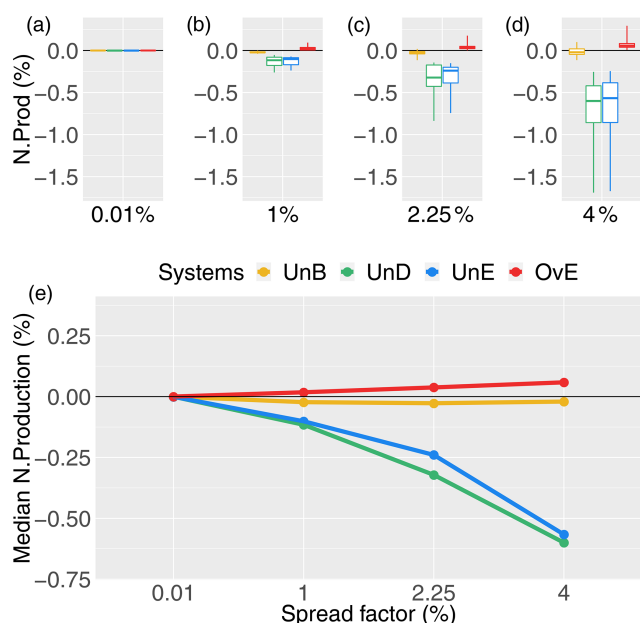 (a) (b) (c) (d)
N.Prod (%)
0.0 0.0 0.0 0.0
−0.5 −0.5 −0.5 −0.5
−1.0 −1.0 −1.0 −1.0
−1.5 −1.5 −1.5 −1.5
0.01% 1% 2.25% 4%
Systems UnB UnD UnE OvE
(e)
Median N.Production (%)
0.25
0.00
−0.25
−0.50
−0.75
0.01 1 2.25 4
Spread factor (%)